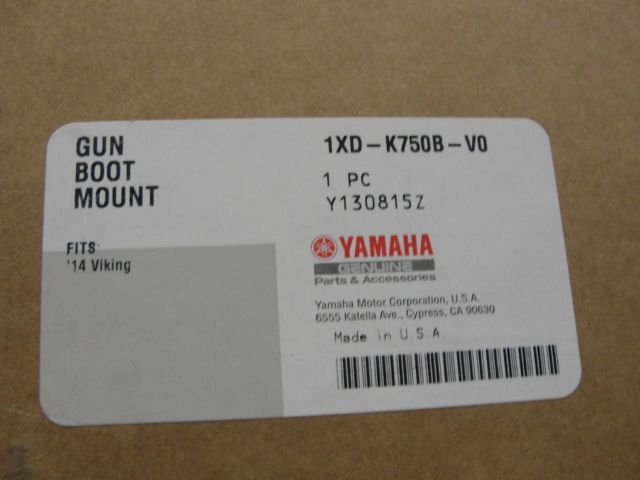 GUN
BOOT
MOUNT
FITS
'14 Viking
1XD-K750B-V0
1 PC
Y130815Z
YAMAHA
GENUINE
Parts & Accessories
Yamaha Motor Corporation, U.S.A.
6555 Katella Ave., Cypress, CA 90630
Made in U.S.A.